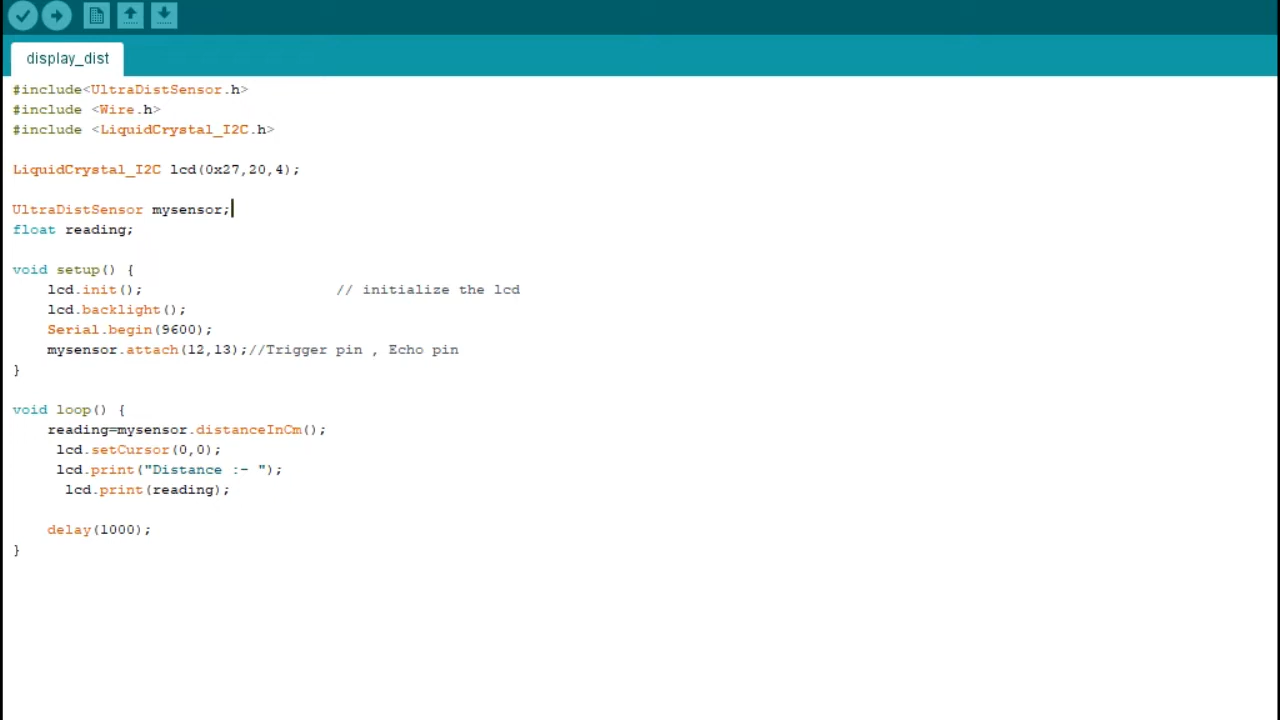 display_dist
#include<UltraDistSensor.h>
#include <Wire.h>
#include <LiquidCrystal_I2C.h>
LiquidCrystal_I2C lcd(0x27,20,4);
UltraDistSensor mysensor;
float reading;
void setup() {
lcd.init();                      // initialize the lcd
lcd.backlight();
Serial.begin(9600);
mysensor.attach(12,13);//Trigger pin , Echo pin
}
void loop() {
reading=mysensor.distanceInCm();
lcd.setCursor(0,0);
lcd.print("Distance :- ");
lcd.print(reading);
delay(1000);
}